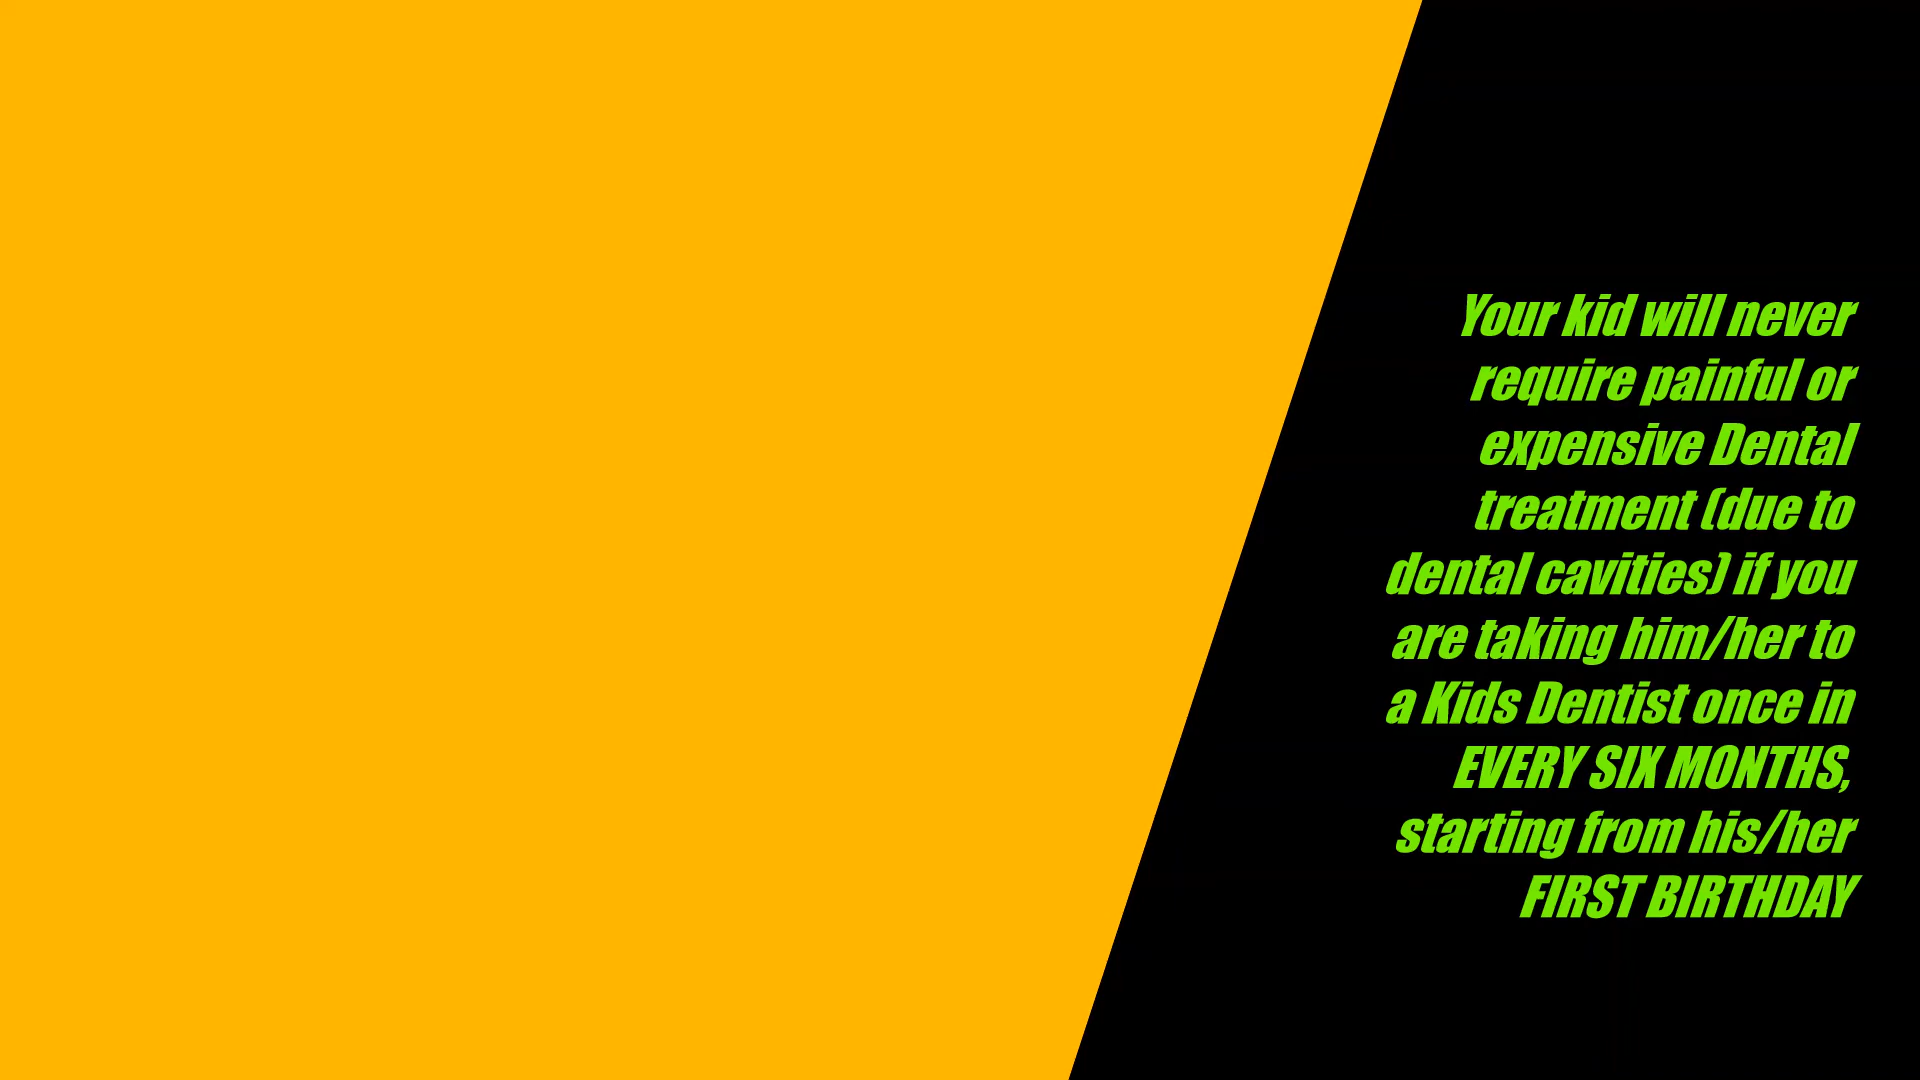 Your kid will never
require painful or
expensive Dental
treatment (due to
dental cavities) if you
are taking him/her to
a Kids Dentist once in
EVERY SIX MONTHS,
starting from his/her
FIRST BIRTHDAY